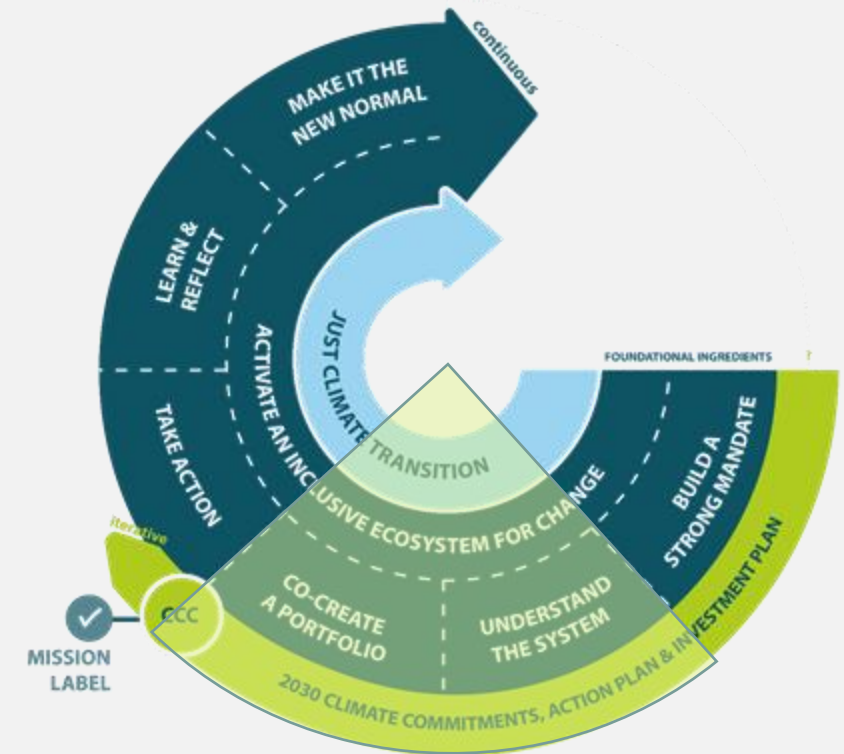 continuous
MAKE IT THE
NEW NORMAL
LEARN &
REFLECT
TAKE ACTION
ACTIVATE AN INCLUSIVE ECOSYSTEM FOR CHANGE
JUST CLIMATE TRANSITION
FOUNDATIONAL INGREDIENTS
?
BUILD A
STRONG MANDATE
UNDERSTAND
THE SYSTEM
CO-CREATE
A PORTFOLIO
iterative
CCC
MISSION
LABEL
2030 CLIMATE COMMITMENTS, ACTION PLAN & INVESTMENT PLAN